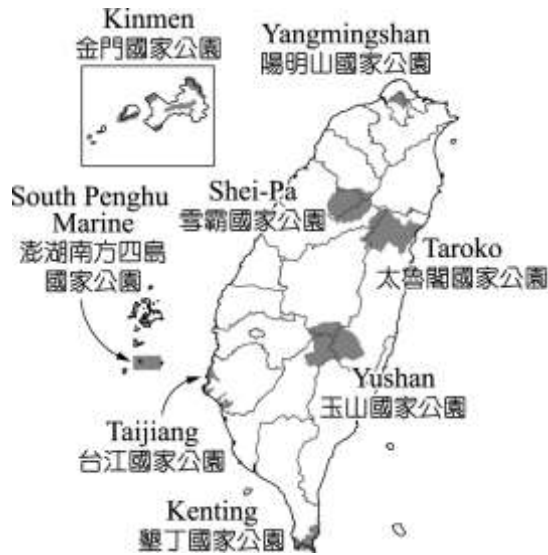 Kinmen
金門國家公園
Yangmingshan
陽明山國家公園
Shei-Pa
雪霸國家公園
South Penghu
Marine
澎湖南方四島
國家公園
Taroko
太魯閣國家公園
Yushan
玉山國家公園
Taijiang
台江國家公園
Kenting
墾丁國家公園